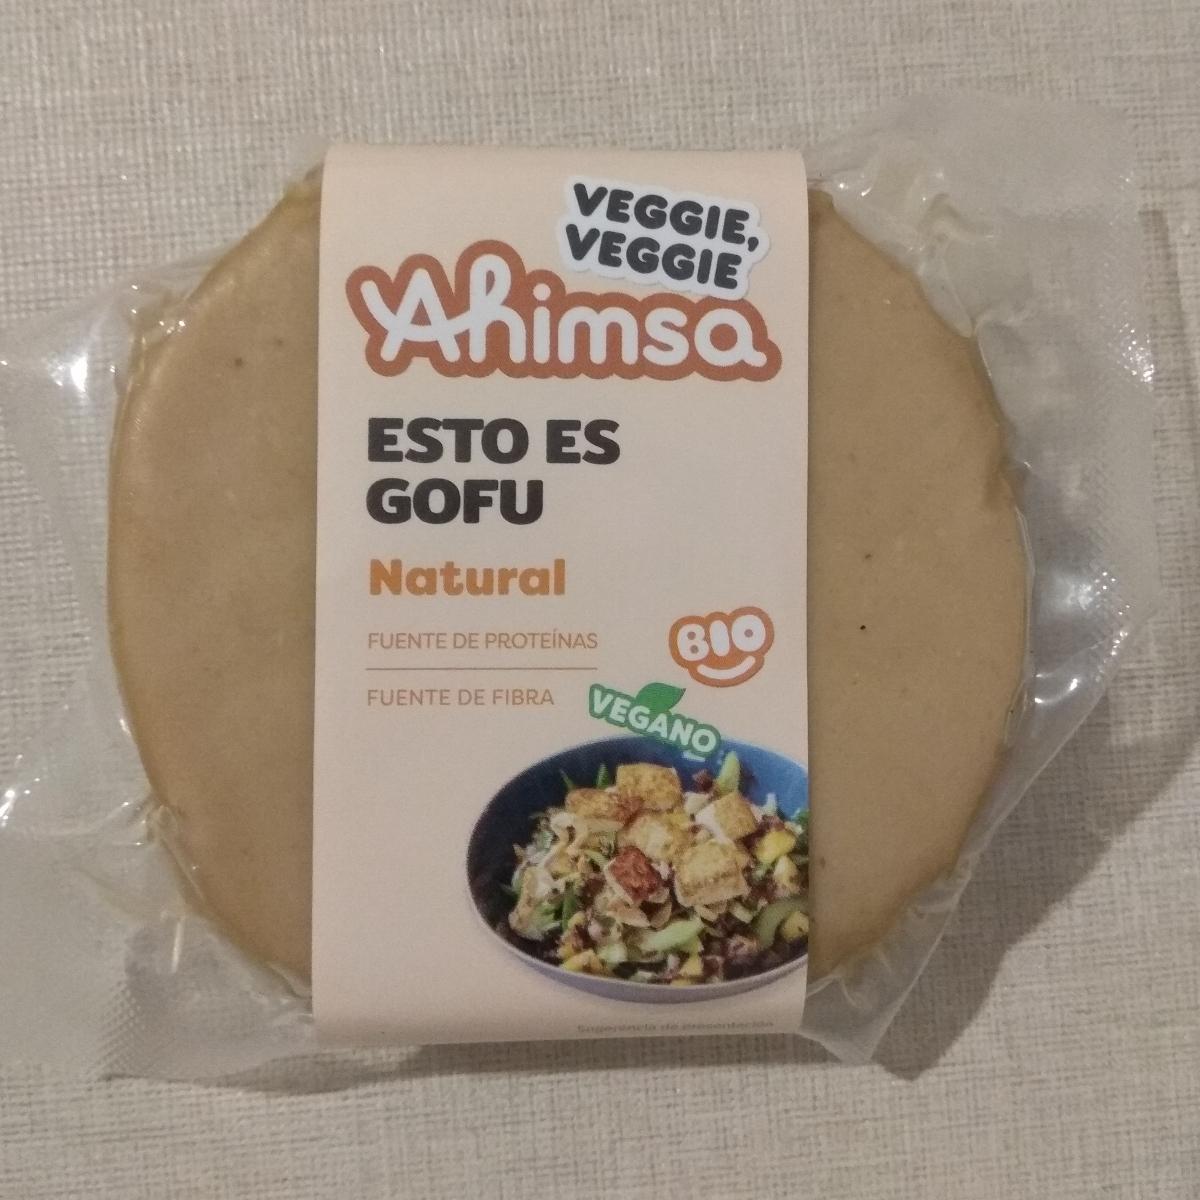 VEGGIE,
VEGGIE
Ahimsa
ESTO ES
GOFU
Natural
FUENTE DE PROTEÍNAS
BIO
FUENTE DE FIBRA
VEGANO
Sugerencia de presentación